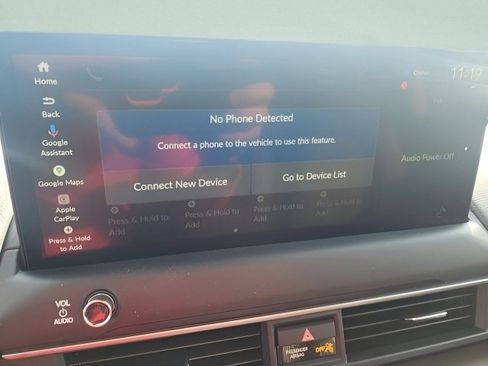 Home
Back
Google
Assistant
Google Maps
Apple
CarPlay
Press & Hold
to Add
No Phone Detected
Connect a phone to the vehicle to use this feature.
Connect New Device
Go to Device List
Press & Hold to
Add
Press & Hold to
Add
Press & Hold to
Add
Press & Hold to
Add
11:19
Audio Power Off
VOL
AUDIO
PASSENGER
AIRBAG
OFF